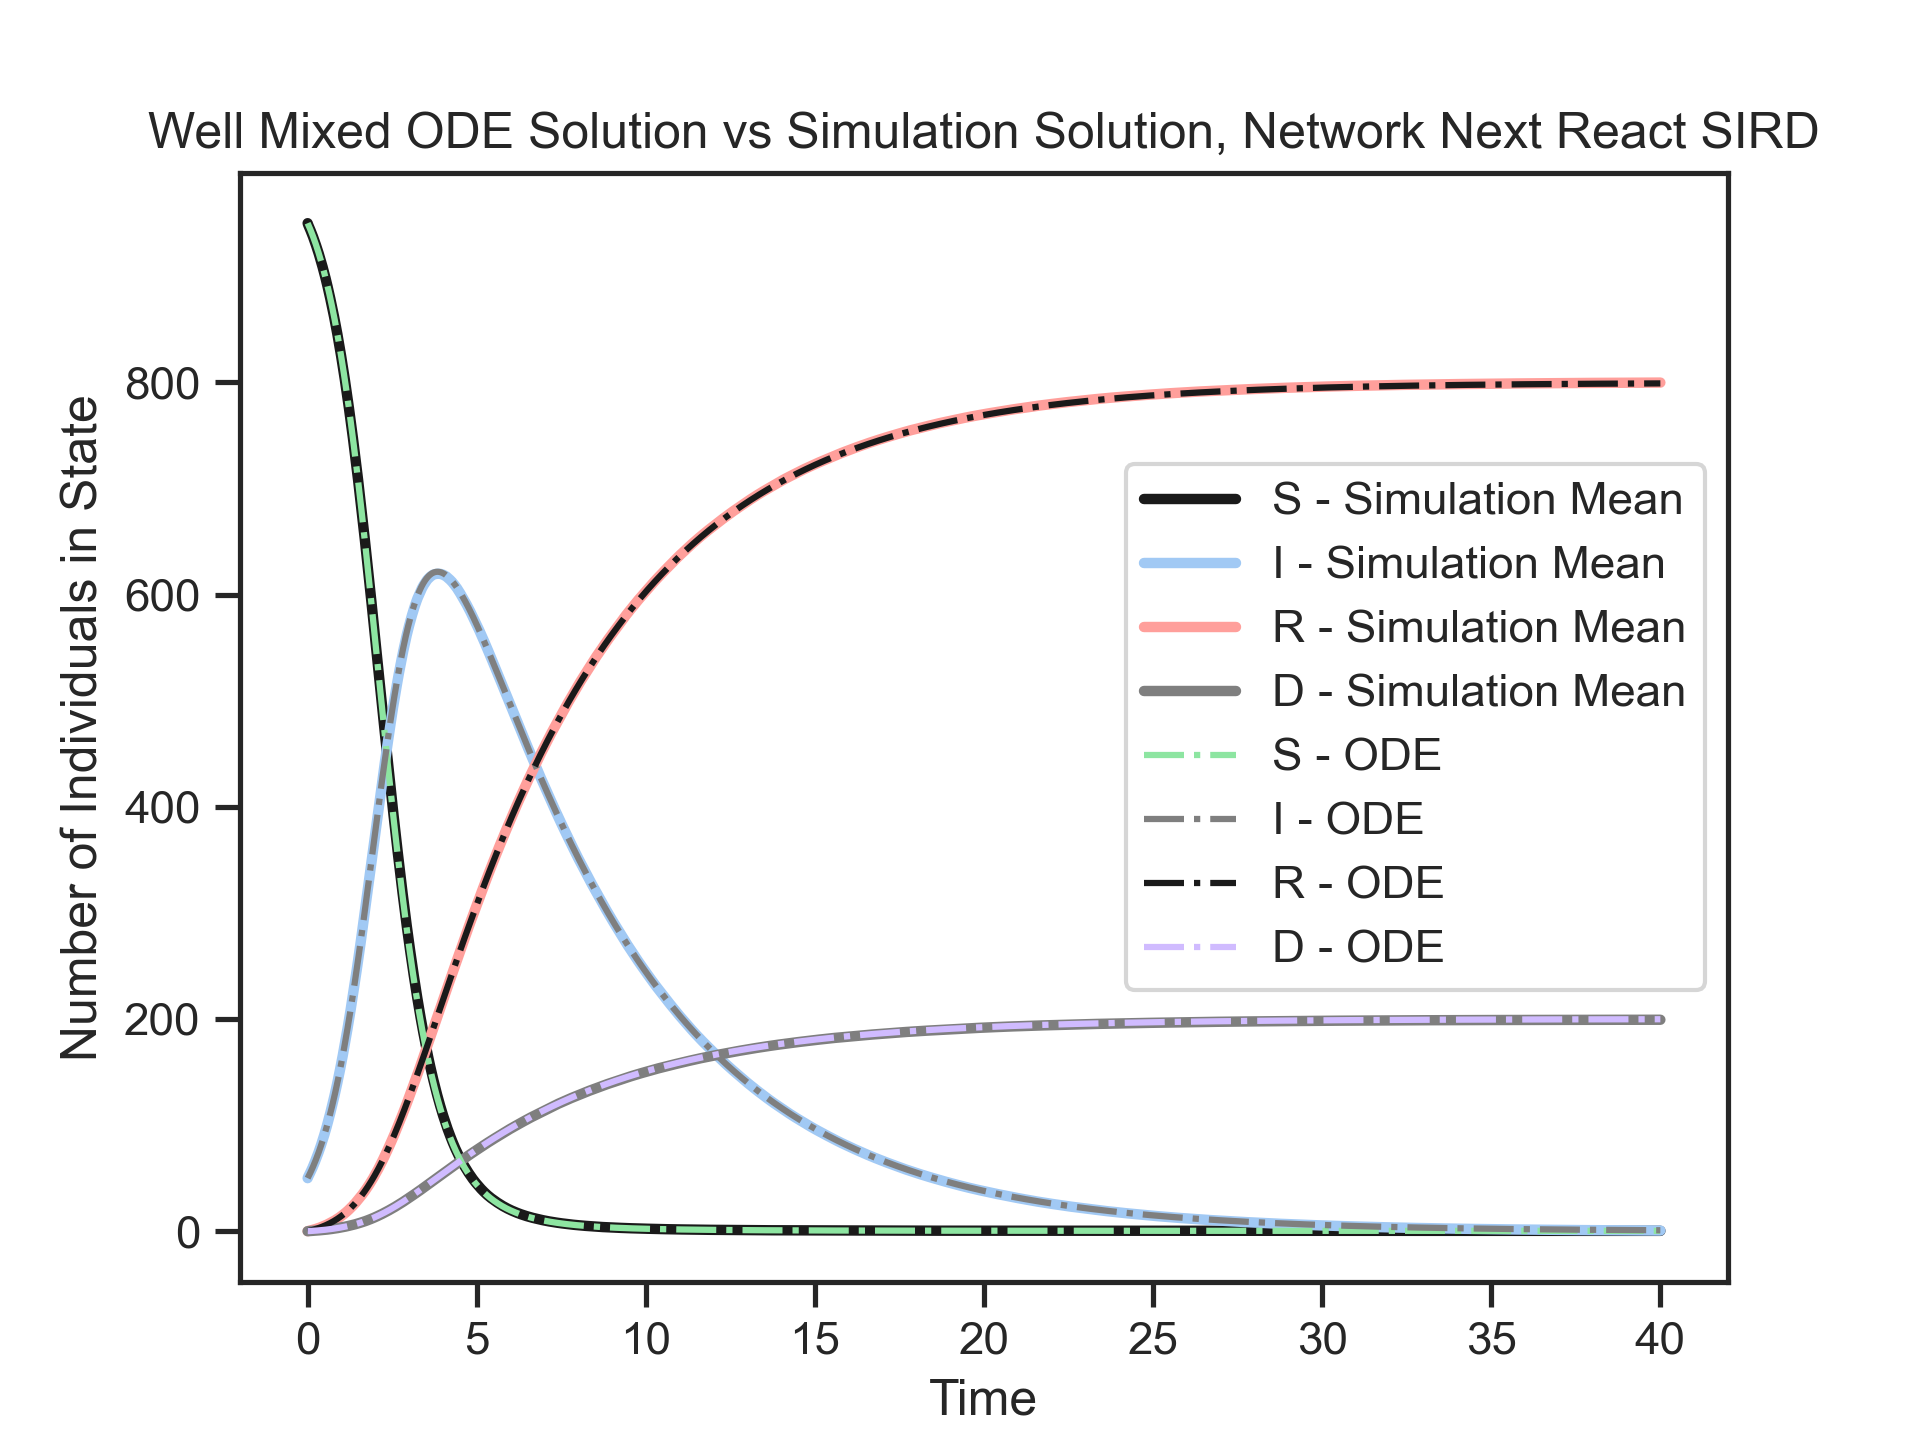 Well Mixed ODE Solution vs Simulation Solution, Network Next React SIRD
Number of Individuals in State
800
600
400
200
0
S - Simulation Mean
I - Simulation Mean
R - Simulation Mean
D - Simulation Mean
S - ODE
I - ODE
R - ODE
D - ODE
0 5 10 15 20 25 30 35 40
Time